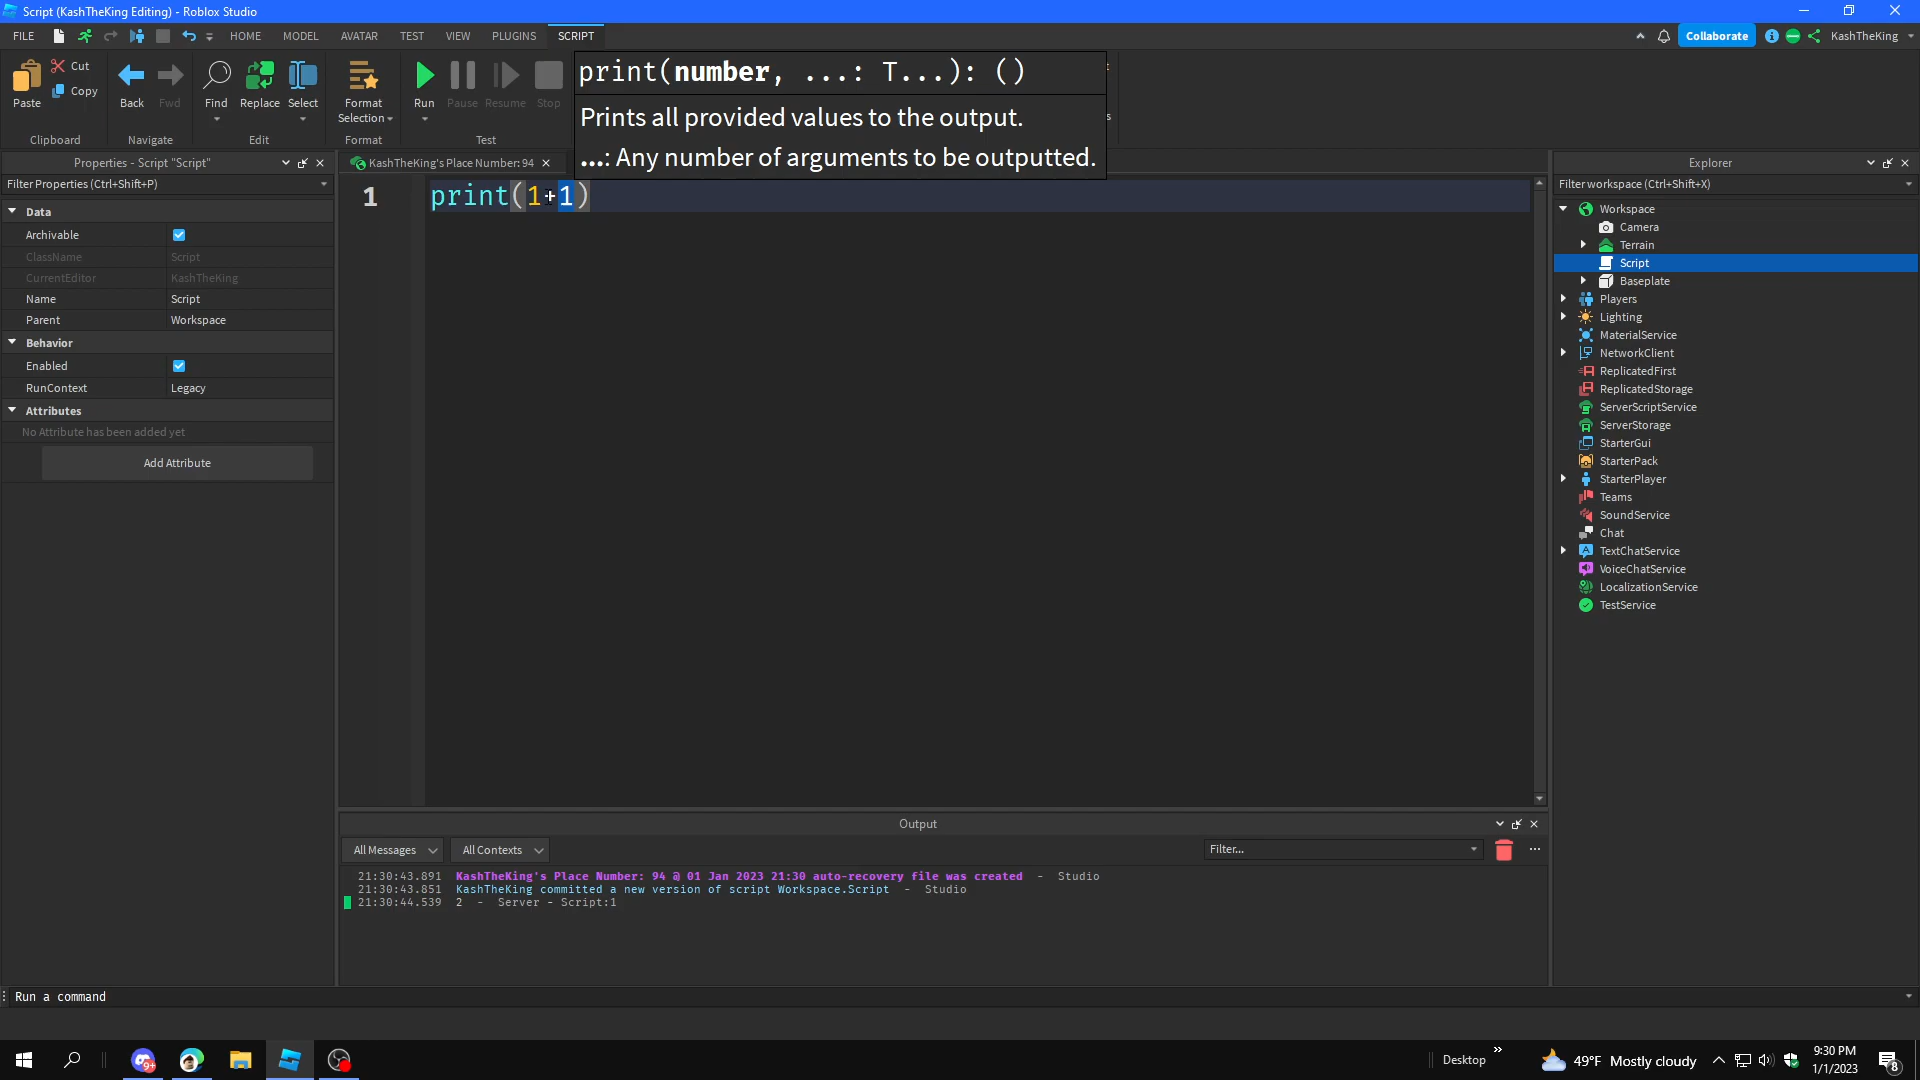 Script (KashTheKing Editing) - Roblox Studio
FILE HOME MODEL AVATAR TEST VIEW PLUGINS SCRIPT Collaborate KashTheKing
Paste Cut Copy Back Fwd Find Replace Select Format Selection Run Pause Resume Stop
Clipboard Navigate Edit Format Test
print(number, ...: T...): ()
Prints all provided values to the output.
...: Any number of arguments to be outputted.
Properties - Script "Script"
Filter Properties (Ctrl+Shift+P)
Data
Archivable
ClassName Script
CurrentEditor KashTheKing
Name Script
Parent Workspace
Behavior
Enabled
RunContext Legacy
Attributes
No Attribute has been added yet
Add Attribute
KashTheKing's Place Number: 94
1 print(1+1)
Output
All Messages All Contexts Filter...
21:30:43.891 KashTheKing's Place Number: 94 @ 01 Jan 2023 21:30 auto-recovery file was created - Studio
21:30:43.851 KashTheKing committed a new version of script Workspace.Script - Studio
21:30:44.539 2 - Server - Script:1
Explorer
Filter workspace (Ctrl+Shift+X)
Workspace
Camera
Terrain
Script
Baseplate
Players
Lighting
MaterialService
NetworkClient
ReplicatedFirst
ReplicatedStorage
ServerScriptService
ServerStorage
StarterGui
StarterPack
StarterPlayer
Teams
SoundService
Chat
TextChatService
VoiceChatService
LocalizationService
TestService
Run a command
9+ Desktop 49°F Mostly cloudy 9:30 PM
1/1/2023 8